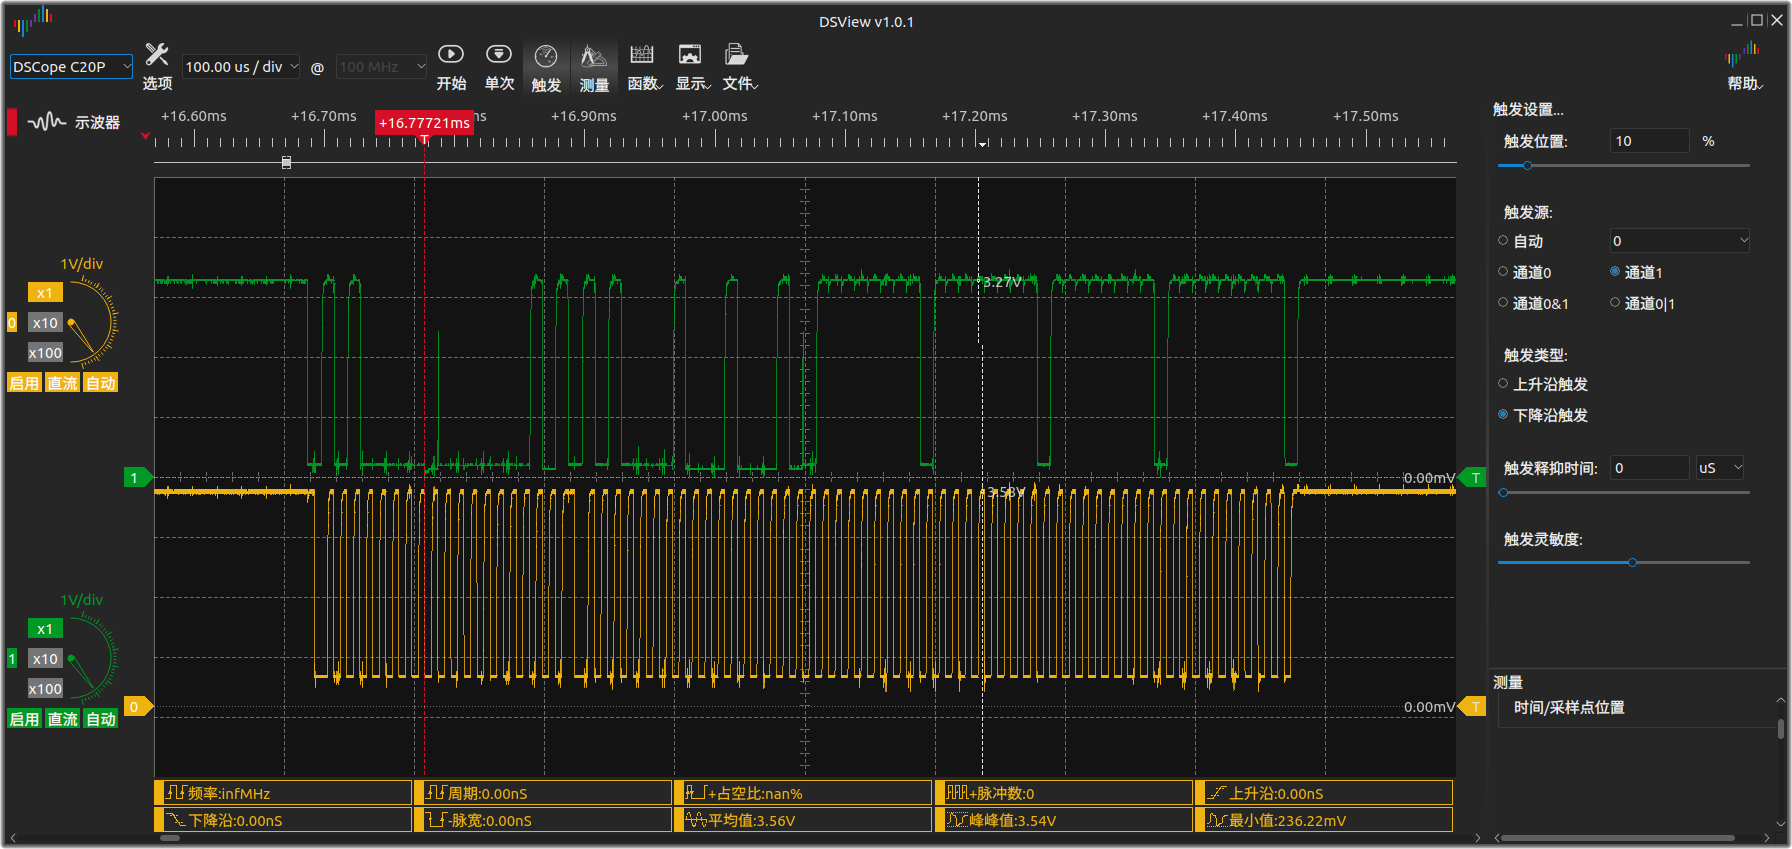 DSView v1.0.1
DSCope C20P
选项
100.00 us / div
@
100 MHz
开始
单次
触发
测量
函数
显示
文件
帮助
示波器
+16.60ms
+16.70ms
+16.77721ms
+16.90ms
+17.00ms
+17.10ms
+17.20ms
+17.30ms
+17.40ms
+17.50ms
T
1V/div
x1
x10
x100
0
启用 直流 自动
1V/div
x1
x10
x100
1
启用 直流 自动
1
0
3.27V
3.58V
0.00mV
T
0.00mV
T
频率:infMHz
周期:0.00nS
+占空比:nan%
+脉冲数:0
上升沿:0.00nS
下降沿:0.00nS
-脉宽:0.00nS
平均值:3.56V
峰峰值:3.54V
最小值:236.22mV
触发设置...
触发位置: 10 %
触发源:
自动 0
通道0 通道1
通道0&1 通道0|1
触发类型:
上升沿触发
下降沿触发
触发释抑时间: 0 uS
触发灵敏度:
测量
时间/采样点位置